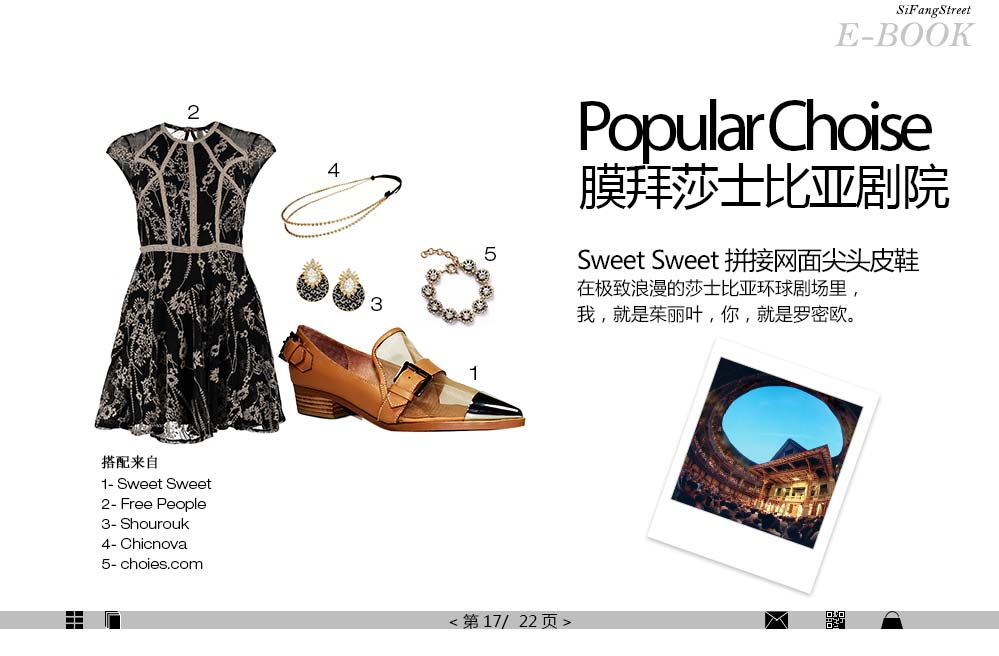 SiFangStreet
E-BOOK
Popular Choise
膜拜莎士比亚剧院
Sweet Sweet 拼接网面尖头皮鞋
在极致浪漫的莎士比亚环球剧场里，
我，就是茱丽叶，你，就是罗密欧。
2
4
5
3
1
搭配来自
1- Sweet Sweet
2- Free People
3- Shourouk
4- Chicnova
5- choies.com
< 第 17/ 22 页 >